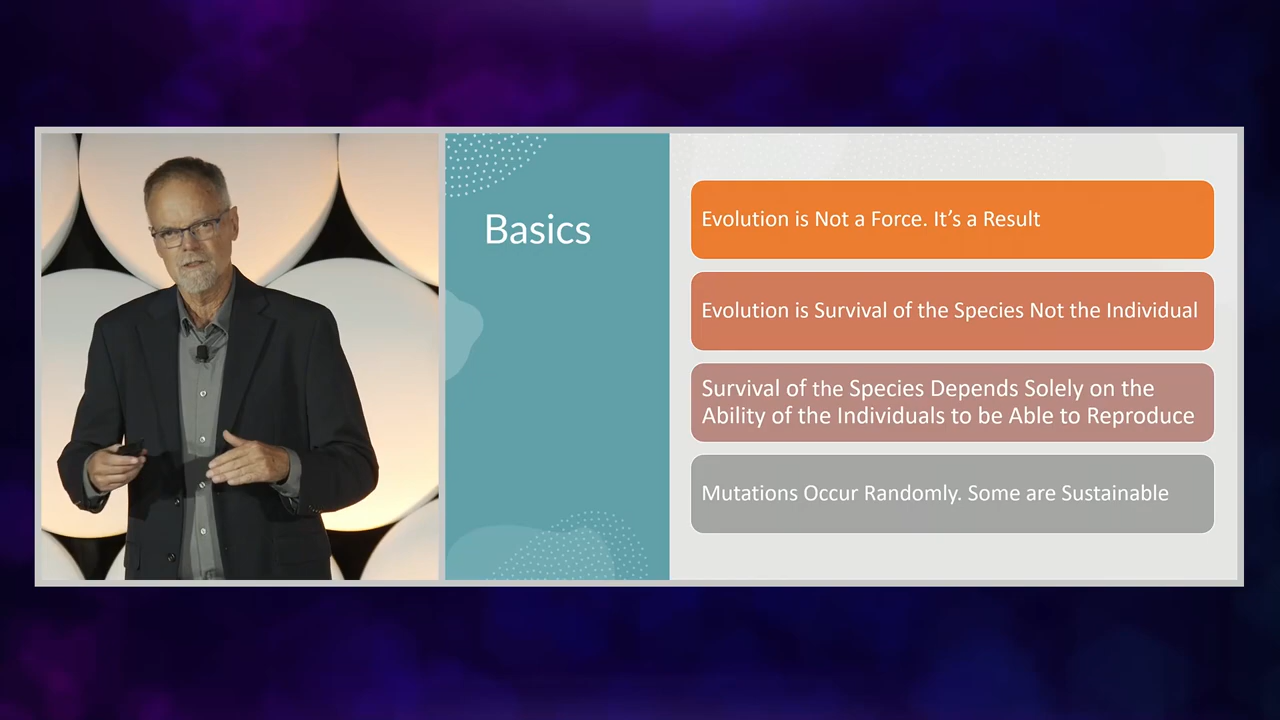 Basics
Evolution is Not a Force. It’s a Result
Evolution is Survival of the Species Not the Individual
Survival of the Species Depends Solely on the
Ability of the Individuals to be Able to Reproduce
Mutations Occur Randomly. Some are Sustainable